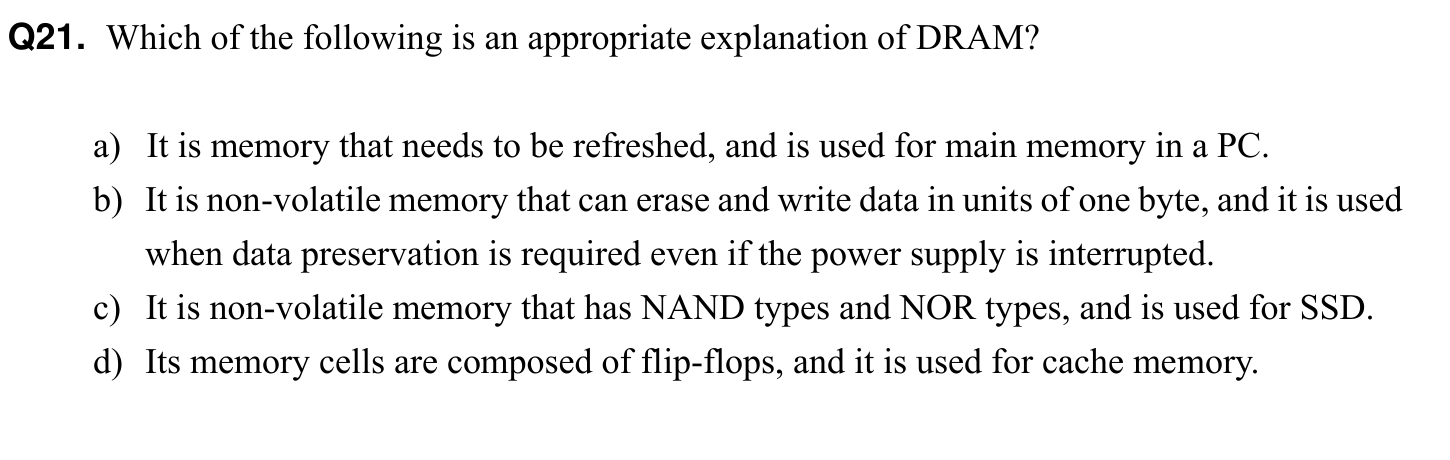 Q21. Which of the following is an appropriate explanation of DRAM?
a) It is memory that needs to be refreshed, and is used for main memory in a PC.
b) It is non-volatile memory that can erase and write data in units of one byte, and it is used
when data preservation is required even if the power supply is interrupted.
c) It is non-volatile memory that has NAND types and NOR types, and is used for SSD.
d) Its memory cells are composed of flip-flops, and it is used for cache memory.